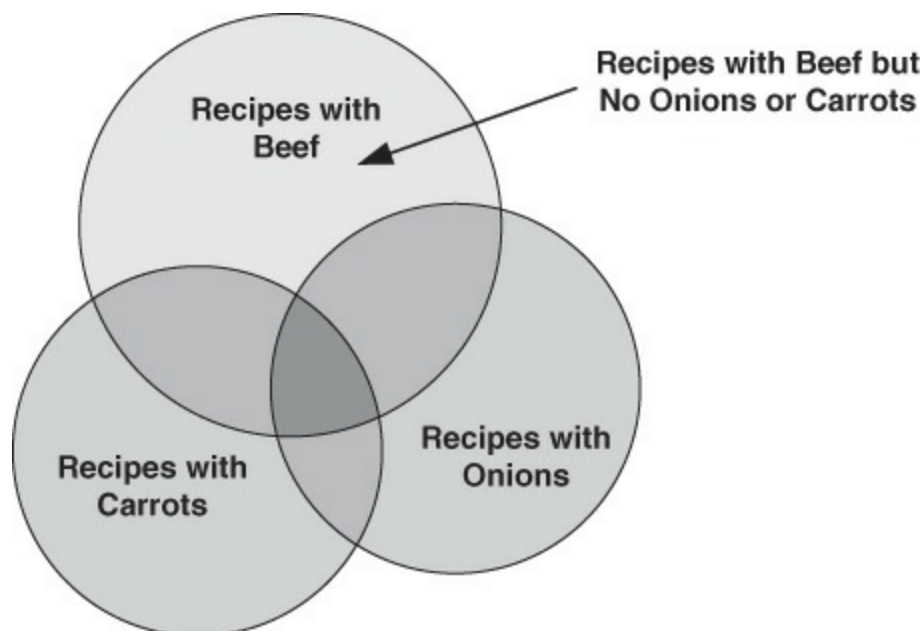 Recipes with Beef but
No Onions or Carrots
Recipes with
Beef
Recipes with
Onions
Recipes with
Carrots